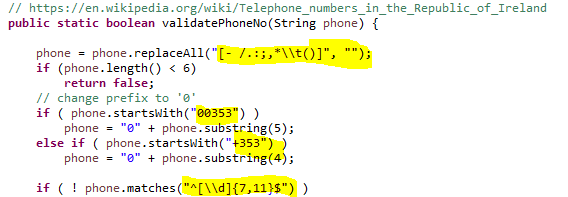 // https://en.wikipedia.org/wiki/Telephone_numbers_in_the_Republic_of_Ireland
public static boolean validatePhoneNo(String phone) {
phone = phone.replaceAll("[- /.:;,*\\t()]", "");
if (phone.length() < 6)
return false;
// change prefix to '0'
if ( phone.startsWith("00353") )
phone = "0" + phone.substring(5);
else if ( phone.startsWith("+353") )
phone = "0" + phone.substring(4);
if ( ! phone.matches("^[\\d]{7,11}$") )